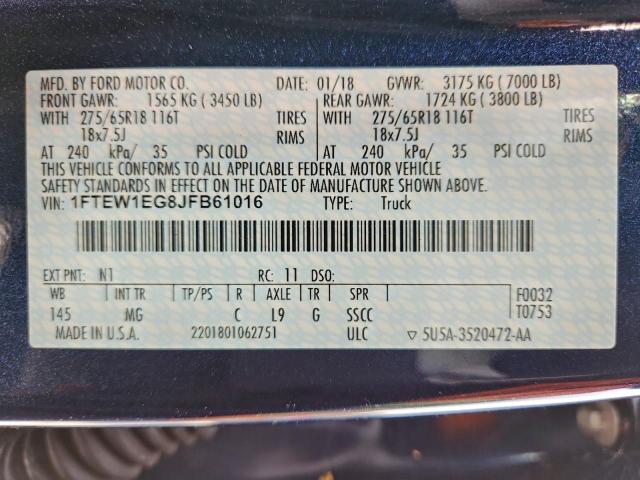 MFD. BY FORD MOTOR CO. DATE: 01/18 GVWR: 3175 KG ( 7000 LB)
FRONT GAWR: 1565 KG ( 3450 LB) REAR GAWR: 1724 KG ( 3800 LB)
WITH 275/65R18 116T TIRES WITH 275/65R18 116T TIRES
18x7.5J RIMS 18x7.5J RIMS
AT 240 kPa/ 35 PSI COLD AT 240 kPa/ 35 PSI COLD
THIS VEHICLE CONFORMS TO ALL APPLICABLE FEDERAL MOTOR VEHICLE
SAFETY STANDARDS IN EFFECT ON THE DATE OF MANUFACTURE SHOWN ABOVE.
VIN: 1FTEW1EG8JFB61016 TYPE: Truck
EXT PNT: N1 RC: 11 DSO:
WB INT TR TP/PS R AXLE TR SPR F0032
145 MG C L9 G SSCC T0753
MADE IN U.S.A. 2201801062751 ULC ▽ 5U5A-3520472-AA